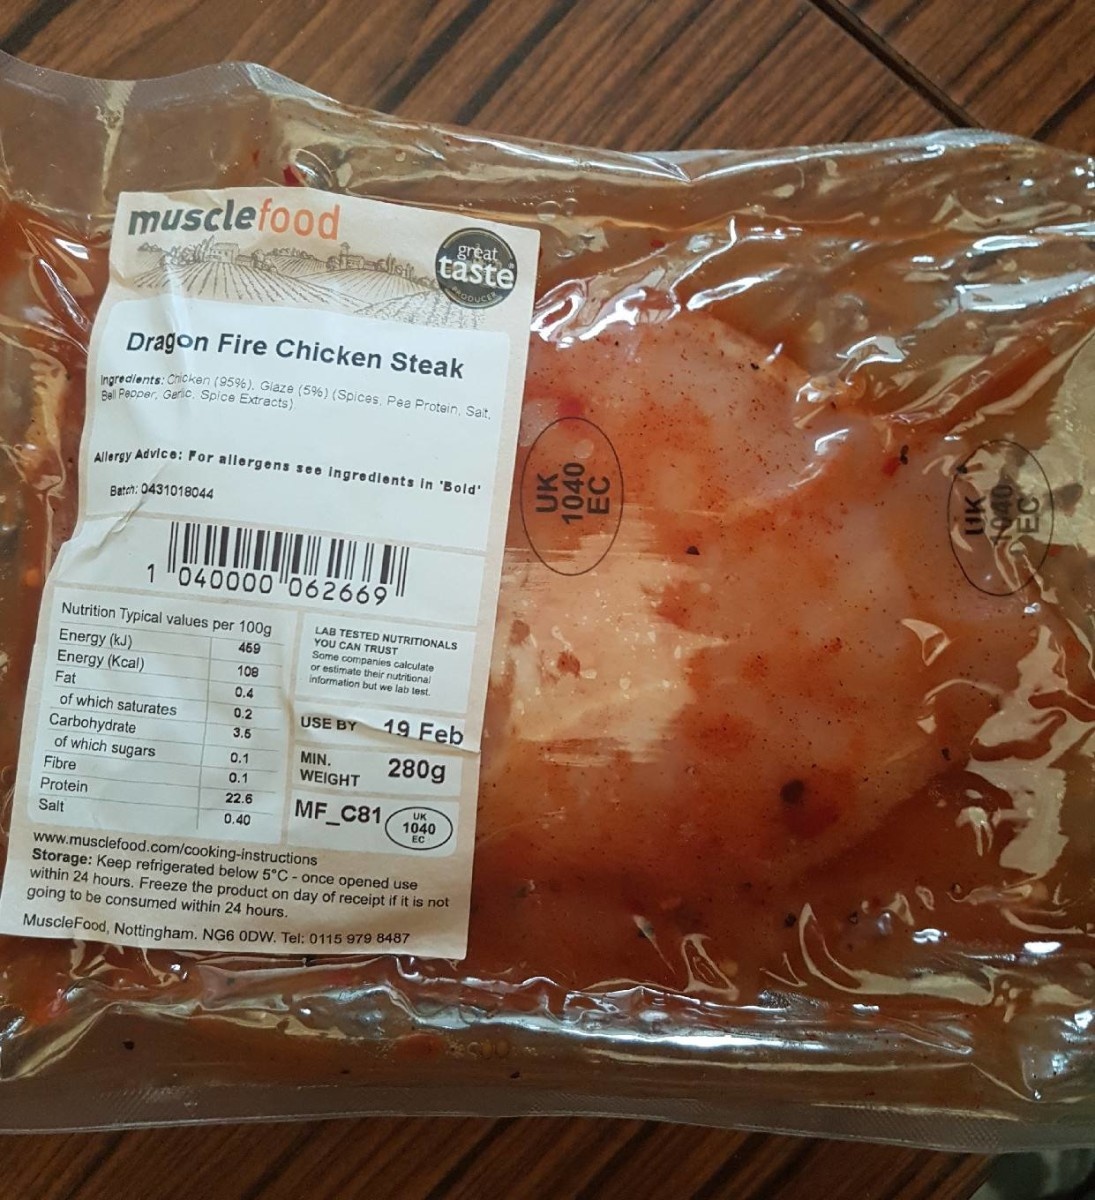 musclefood
great
taste
PRODUCER
Dragon Fire Chicken Steak
Ingredients: Chicken (95%), Glaze (5%) (Spices, Pea Protein, Salt,
Bell Pepper, Garlic, Spice Extracts).
Allergy Advice: For allergens see ingredients in 'Bold'
Batch: 0431018044
1 040000 062669
Nutrition Typical values per 100g
Energy (kJ) 459
Energy (Kcal) 108
Fat 0.4
of which saturates 0.2
Carbohydrate 3.5
of which sugars 0.1
Fibre 0.1
Protein 22.6
Salt 0.40
LAB TESTED NUTRITIONALS
YOU CAN TRUST
Some companies calculate
or estimate their nutritional
information but we lab test.
USE BY 19 Feb
MIN.
WEIGHT 280g
MF_C81
UK
1040
EC
www.musclefood.com/cooking-instructions
Storage: Keep refrigerated below 5°C - once opened use
within 24 hours. Freeze the product on day of receipt if it is not
going to be consumed within 24 hours.
MuscleFood, Nottingham. NG6 0DW. Tel: 0115 979 8487
UK
1040
EC
UK
1040
EC